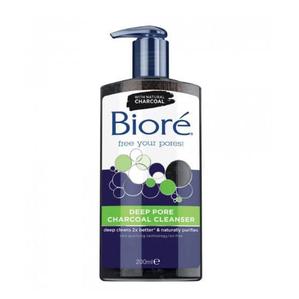 WITH NATURAL
CHARCOAL
Bioré
free your pores!
DEEP PORE
CHARCOAL CLEANSER
deep cleans 2x better* & naturally purifies
200ml e